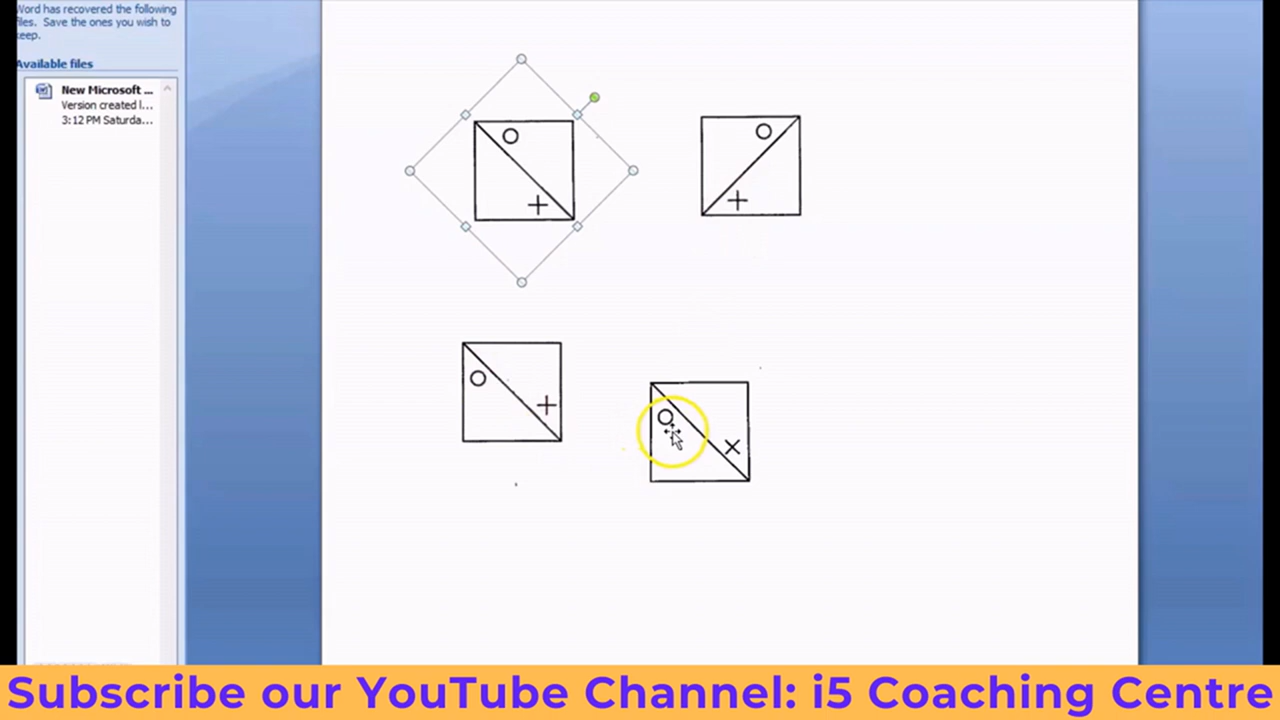 Word has recovered the following
files. Save the ones you wish to
keep.
Available files
New Microsoft ...
Version created l...
3:12 PM Saturda...
Subscribe our YouTube Channel: i5 Coaching Centre